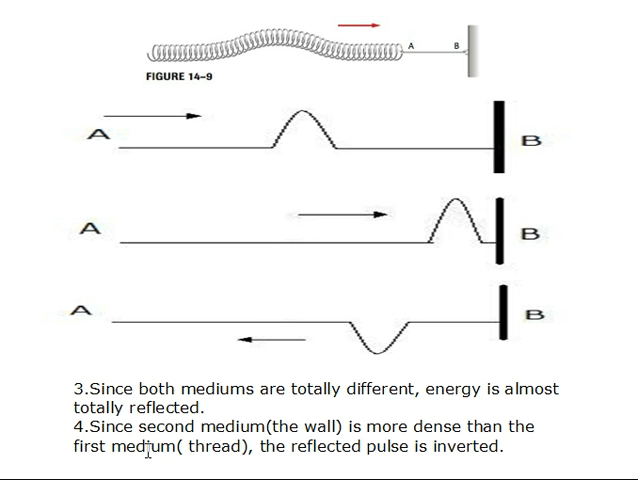 A B
FIGURE 14–9
A B
A B
A B
3.Since both mediums are totally different, energy is almost
totally reflected.
4.Since second medium(the wall) is more dense than the
first medium( thread), the reflected pulse is inverted.